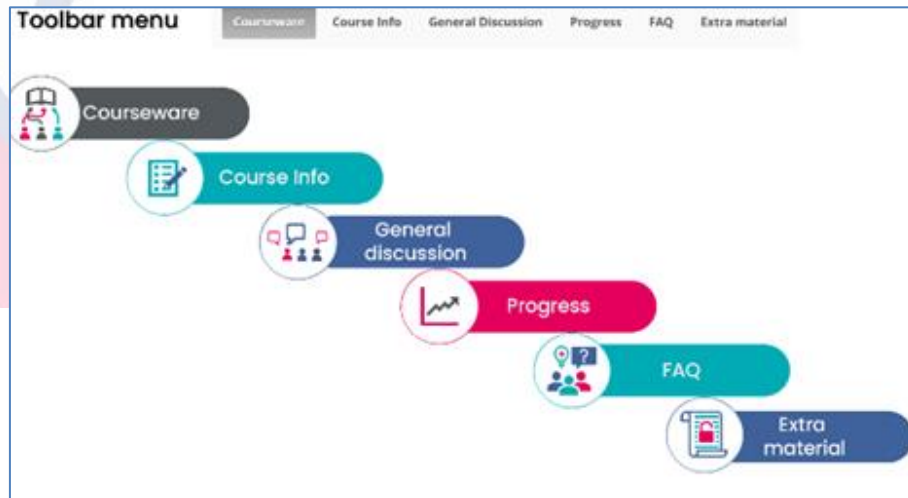 Toolbar menu
Courseware Course Info General Discussion Progress FAQ Extra material
Courseware
Course Info
General
discussion
Progress
?
FAQ
Extra
material